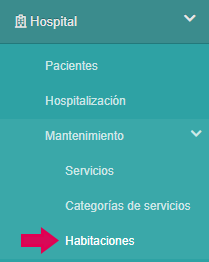 Hospital
Pacientes
Hospitalización
Mantenimiento
Servicios
Categorías de servicios
Habitaciones